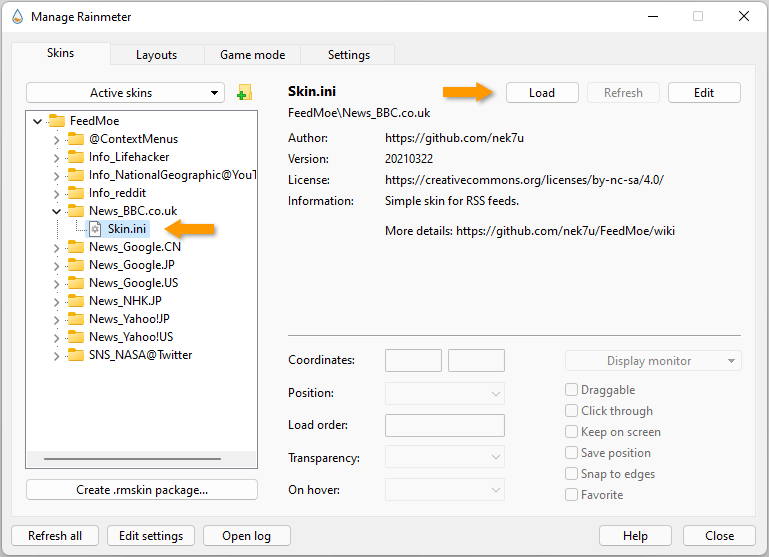 Manage Rainmeter
Skins
Layouts
Game mode
Settings
Active skins
FeedMoe
@ContextMenus
Info_Lifehacker
Info_NationalGeographic@YouT
Info_reddit
News_BBC.co.uk
Skin.ini
News_Google.CN
News_Google.JP
News_Google.US
News_NHK.JP
News_Yahoo!JP
News_Yahoo!US
SNS_NASA@Twitter
Create .rmskin package...
Skin.ini
Load
Refresh
Edit
FeedMoe\News_BBC.co.uk
Author: https://github.com/nek7u
Version: 20210322
License: https://creativecommons.org/licenses/by-nc-sa/4.0/
Information: Simple skin for RSS feeds.
More details: https://github.com/nek7u/FeedMoe/wiki
Coordinates:
Position:
Load order:
Transparency:
On hover:
Display monitor
Draggable
Click through
Keep on screen
Save position
Snap to edges
Favorite
Refresh all
Edit settings
Open log
Help
Close